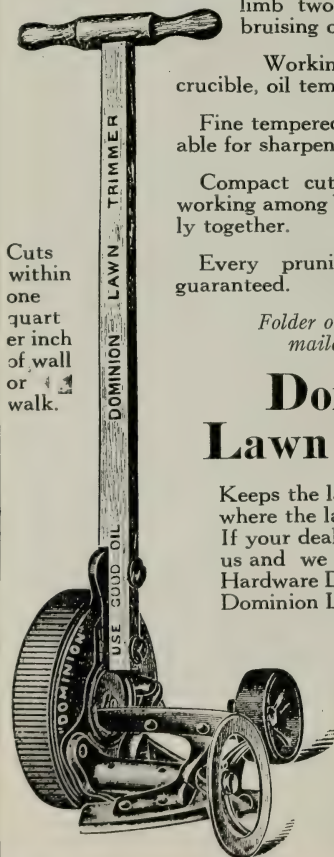 limb two
bruising
Workin
crucible, oil tem
Fine tempered
able for sharpen
Compact cut
working among
ly together.
Every pruni
guaranteed.
Folder o
mail
Do
Lawn
Keeps the l
where the la
If your deal
us and we
Hardware D
Dominion L
Cuts
within
one
quart
er inch
of wall
or
walk.
DOMINION LAWN TRIMMER
USE GOOD OIL
"DOMINION"